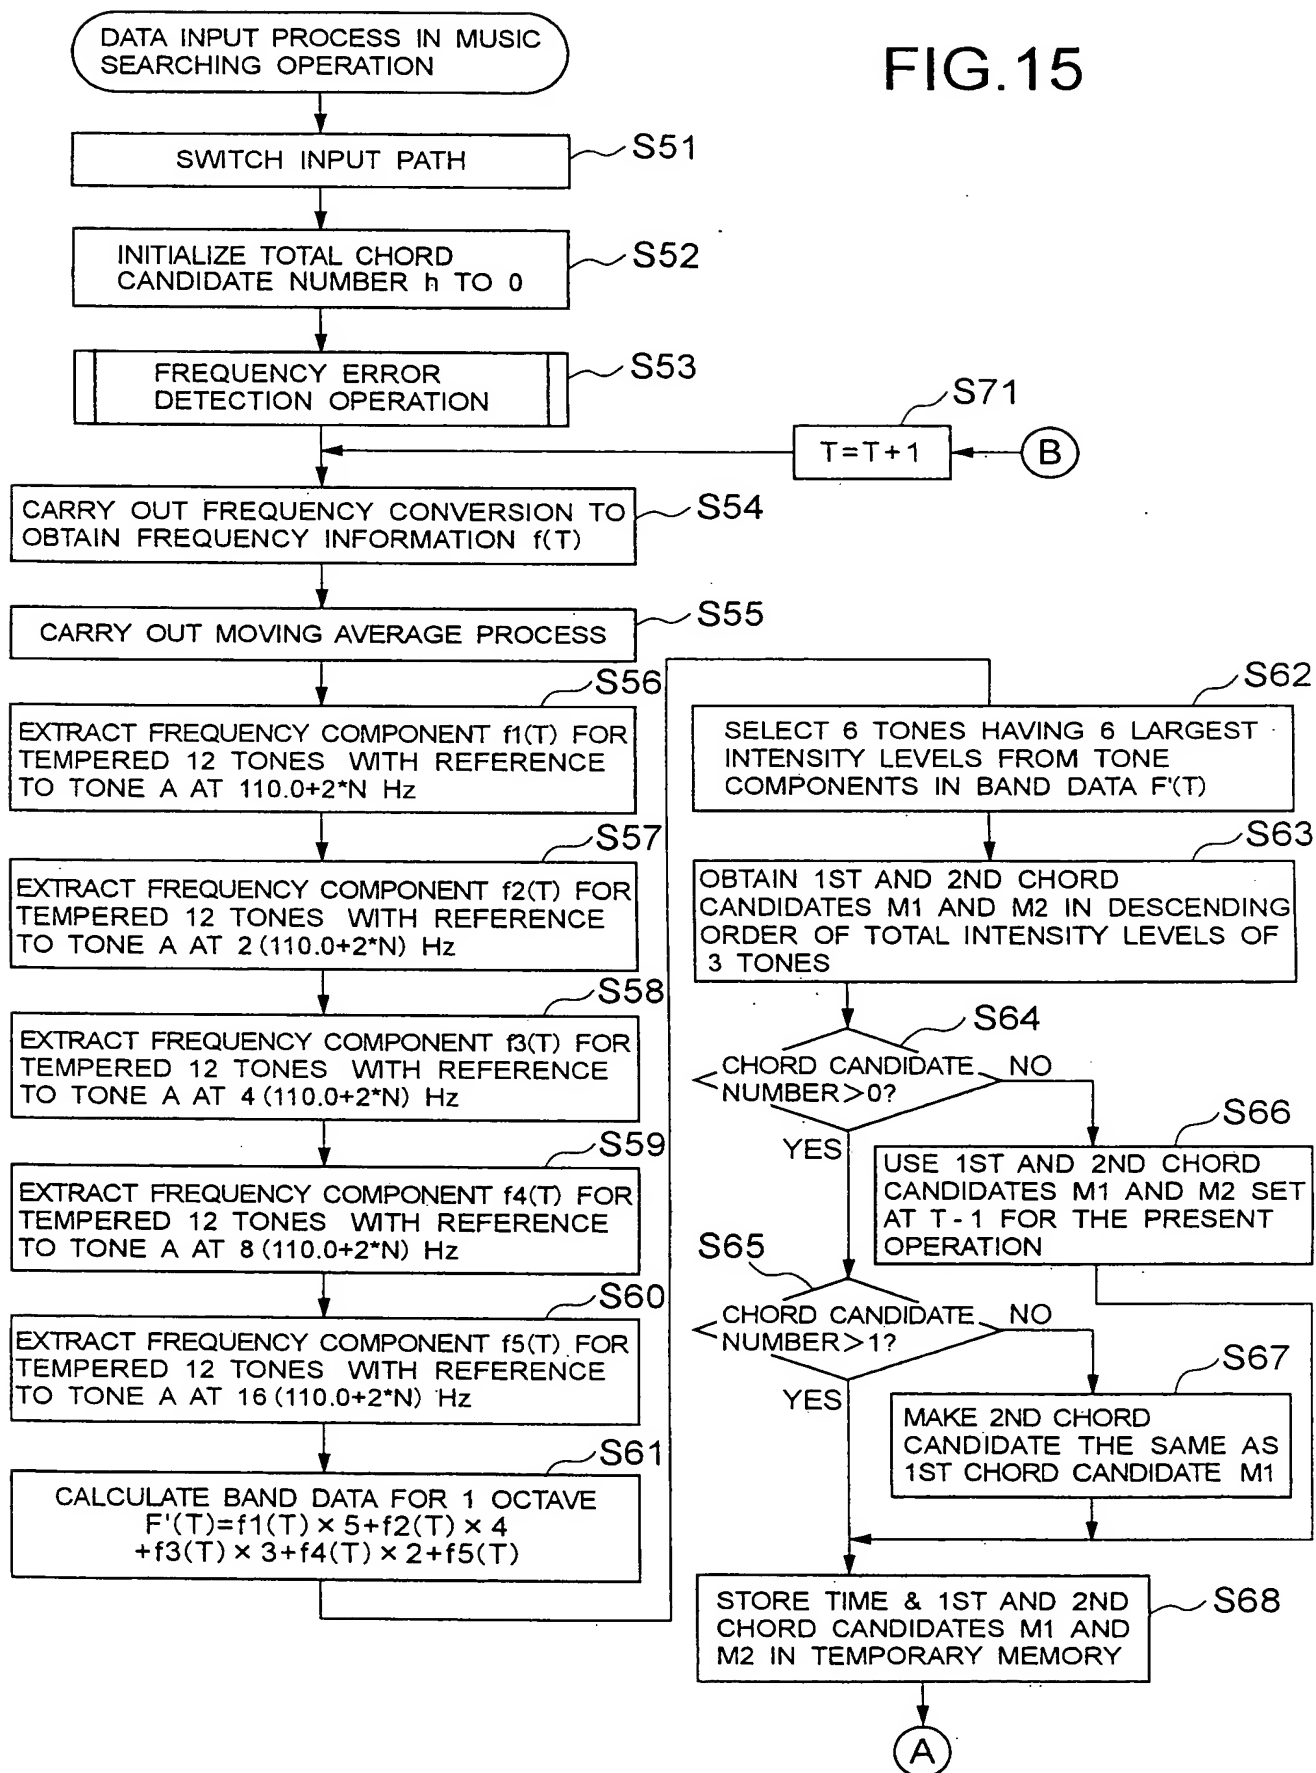 FIG.15
DATA INPUT PROCESS IN MUSIC
SEARCHING OPERATION
SWITCH INPUT PATH
S51
INITIALIZE TOTAL CHORD
CANDIDATE NUMBER h TO 0
S52
FREQUENCY ERROR
DETECTION OPERATION
S53
S71
T=T+1
B
CARRY OUT FREQUENCY CONVERSION TO
OBTAIN FREQUENCY INFORMATION f(T)
S54
CARRY OUT MOVING AVERAGE PROCESS
S55
S56
EXTRACT FREQUENCY COMPONENT f1(T) FOR
TEMPERED 12 TONES WITH REFERENCE
TO TONE A AT 110.0+2*N Hz
S57
EXTRACT FREQUENCY COMPONENT f2(T) FOR
TEMPERED 12 TONES WITH REFERENCE
TO TONE A AT 2(110.0+2*N) Hz
S58
EXTRACT FREQUENCY COMPONENT f3(T) FOR
TEMPERED 12 TONES WITH REFERENCE
TO TONE A AT 4(110.0+2*N) Hz
S59
EXTRACT FREQUENCY COMPONENT f4(T) FOR
TEMPERED 12 TONES WITH REFERENCE
TO TONE A AT 8(110.0+2*N) Hz
S60
EXTRACT FREQUENCY COMPONENT f5(T) FOR
TEMPERED 12 TONES WITH REFERENCE
TO TONE A AT 16(110.0+2*N) Hz
S61
CALCULATE BAND DATA FOR 1 OCTAVE
F'(T)=f1(T)×5+f2(T)×4
+f3(T)×3+f4(T)×2+f5(T)
S62
SELECT 6 TONES HAVING 6 LARGEST
INTENSITY LEVELS FROM TONE
COMPONENTS IN BAND DATA F'(T)
S63
OBTAIN 1ST AND 2ND CHORD
CANDIDATES M1 AND M2 IN DESCENDING
ORDER OF TOTAL INTENSITY LEVELS OF
3 TONES
S64
CHORD CANDIDATE
NUMBER>0?
NO
YES
S66
USE 1ST AND 2ND CHORD
CANDIDATES M1 AND M2 SET
AT T-1 FOR THE PRESENT
OPERATION
S65
CHORD CANDIDATE
NUMBER>1?
NO
YES
S67
MAKE 2ND CHORD
CANDIDATE THE SAME AS
1ST CHORD CANDIDATE M1
STORE TIME & 1ST AND 2ND
CHORD CANDIDATES M1 AND
M2 IN TEMPORARY MEMORY
S68
A